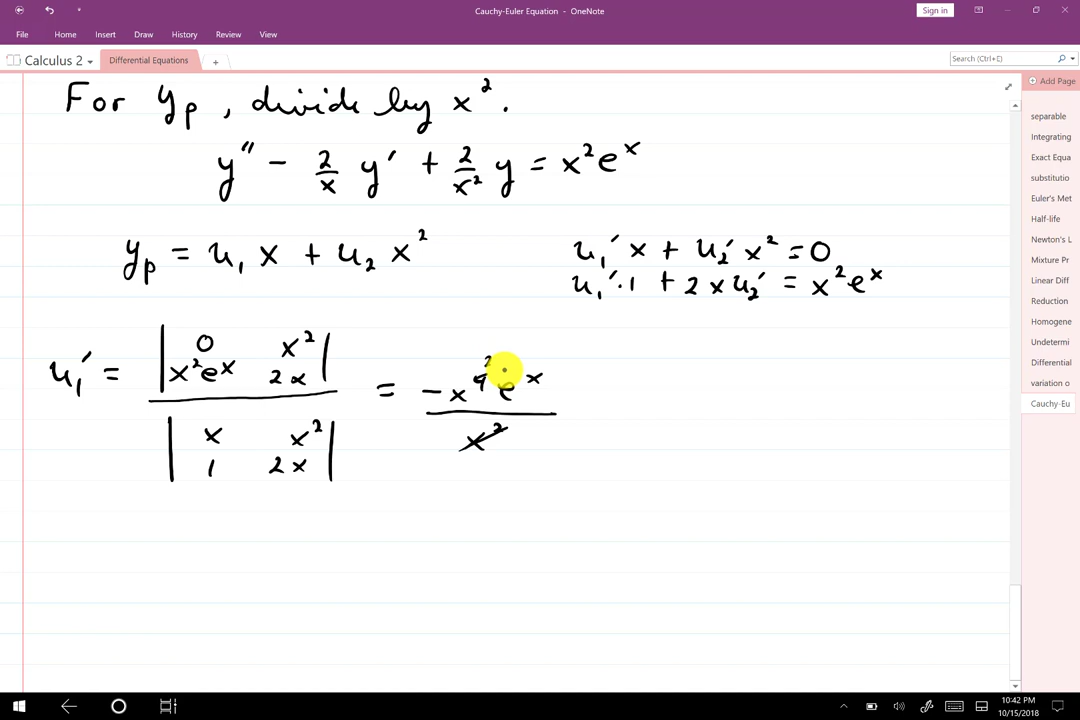 Cauchy-Euler Equation - OneNote
Sign in
File Home Insert Draw History Review View
Calculus 2 Differential Equations +
Search (Ctrl+E)
Add Page
For yp, divide by x².
y'' - 2/x y' + 2/x² y = x²eˣ
yp = u₁x + u₂x²
u₁'x + u₂'x² = 0
u₁'·1 + 2xu₂' = x²eˣ
u₁' = |0 x²; x²eˣ 2x| / |x x²; 1 2x| = -x⁴²eˣ / x²
separable
Integrating
Exact Equa
substitutio
Euler's Met
Half-life
Newton's L
Mixture Pr
Linear Diff
Reduction
Homogene
Undetermi
Differential
variation o
Cauchy-Eu
10:42 PM
10/15/2018